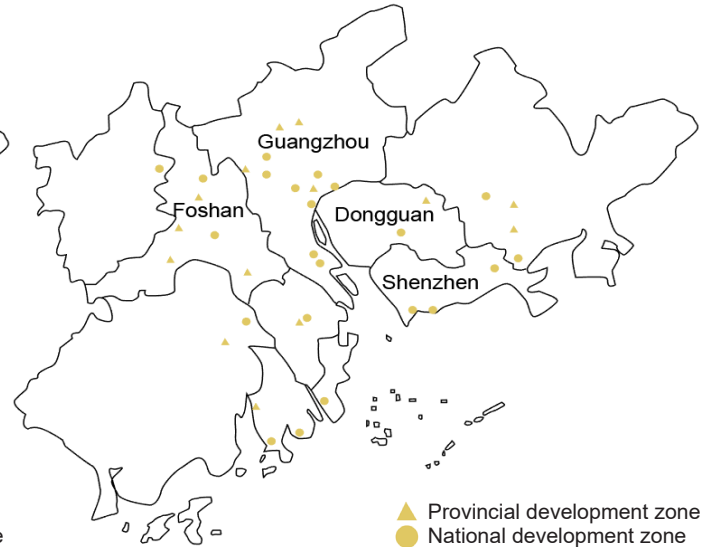 Guangzhou
Foshan
Dongguan
Shenzhen
Provincial development zone
National development zone
e